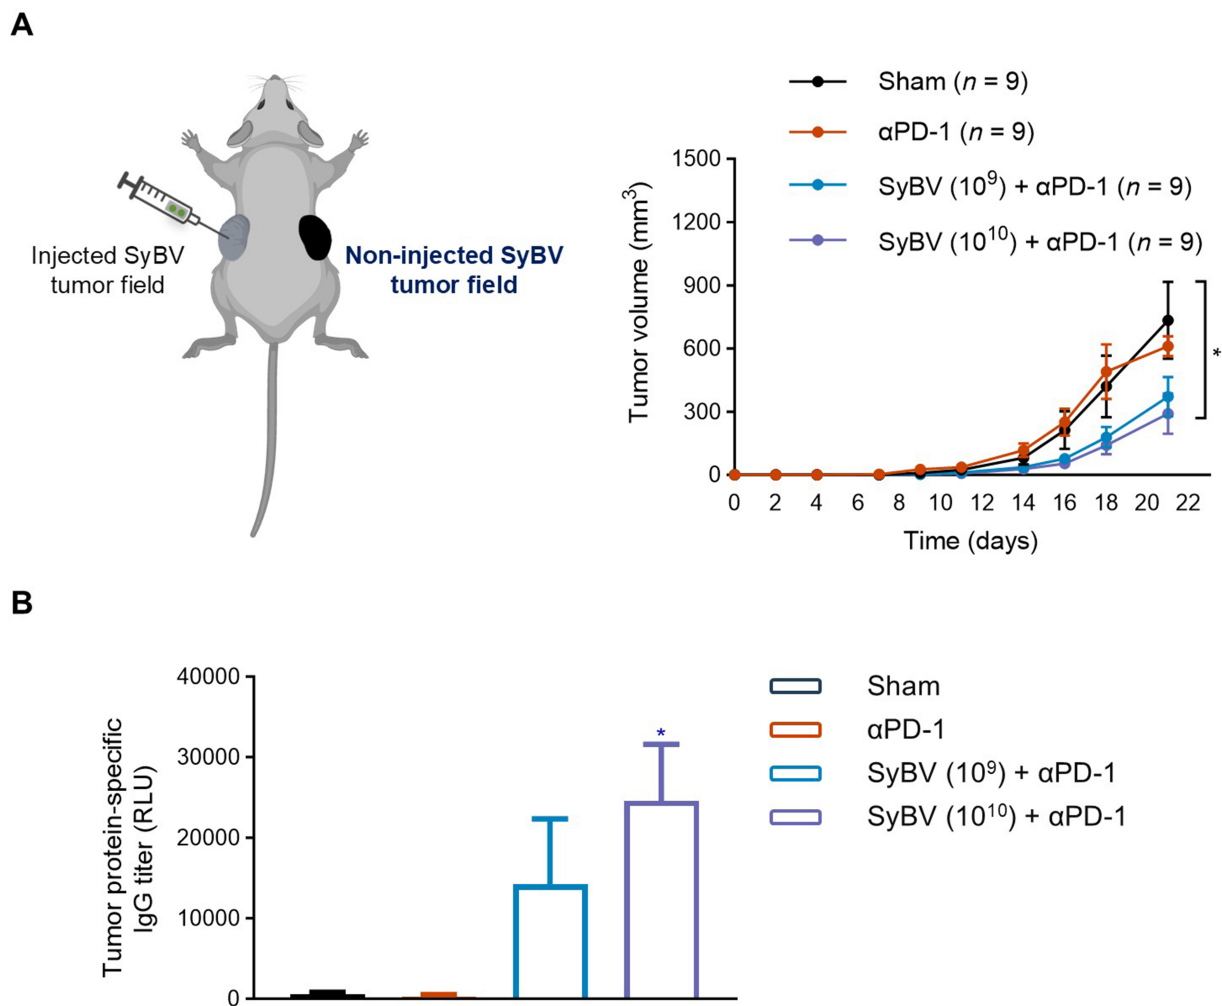 A
Injected SyBV
tumor field
Non-injected SyBV
tumor field
Sham (n = 9)
αPD-1 (n = 9)
SyBV (10⁹) + αPD-1 (n = 9)
SyBV (10¹⁰) + αPD-1 (n = 9)
Tumor volume (mm³)
1500
1200
900
600
300
0
*
0 2 4 6 8 10 12 14 16 18 20 22
Time (days)
B
Tumor protein-specific
IgG titer (RLU)
40000
30000
20000
10000
0
*
Sham
αPD-1
SyBV (10⁹) + αPD-1
SyBV (10¹⁰) + αPD-1